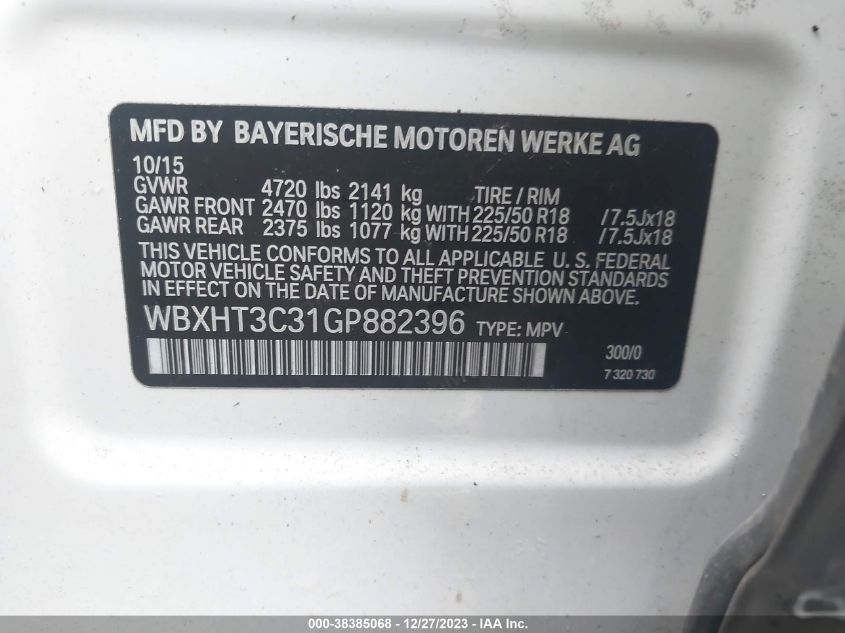 MFD BY BAYERISCHE MOTOREN WERKE AG
10/15
GVWR 4720 lbs 2141 kg TIRE / RIM
GAWR FRONT 2470 lbs 1120 kg WITH 225/50 R18 /7.5Jx18
GAWR REAR 2375 lbs 1077 kg WITH 225/50 R18 /7.5Jx18
THIS VEHICLE CONFORMS TO ALL APPLICABLE U. S. FEDERAL
MOTOR VEHICLE SAFETY AND THEFT PREVENTION STANDARDS
IN EFFECT ON THE DATE OF MANUFACTURE SHOWN ABOVE.
WBXHT3C31GP882396 TYPE: MPV
300/0
7 320 730
000-38385068 - 12/27/2023 - IAA Inc.